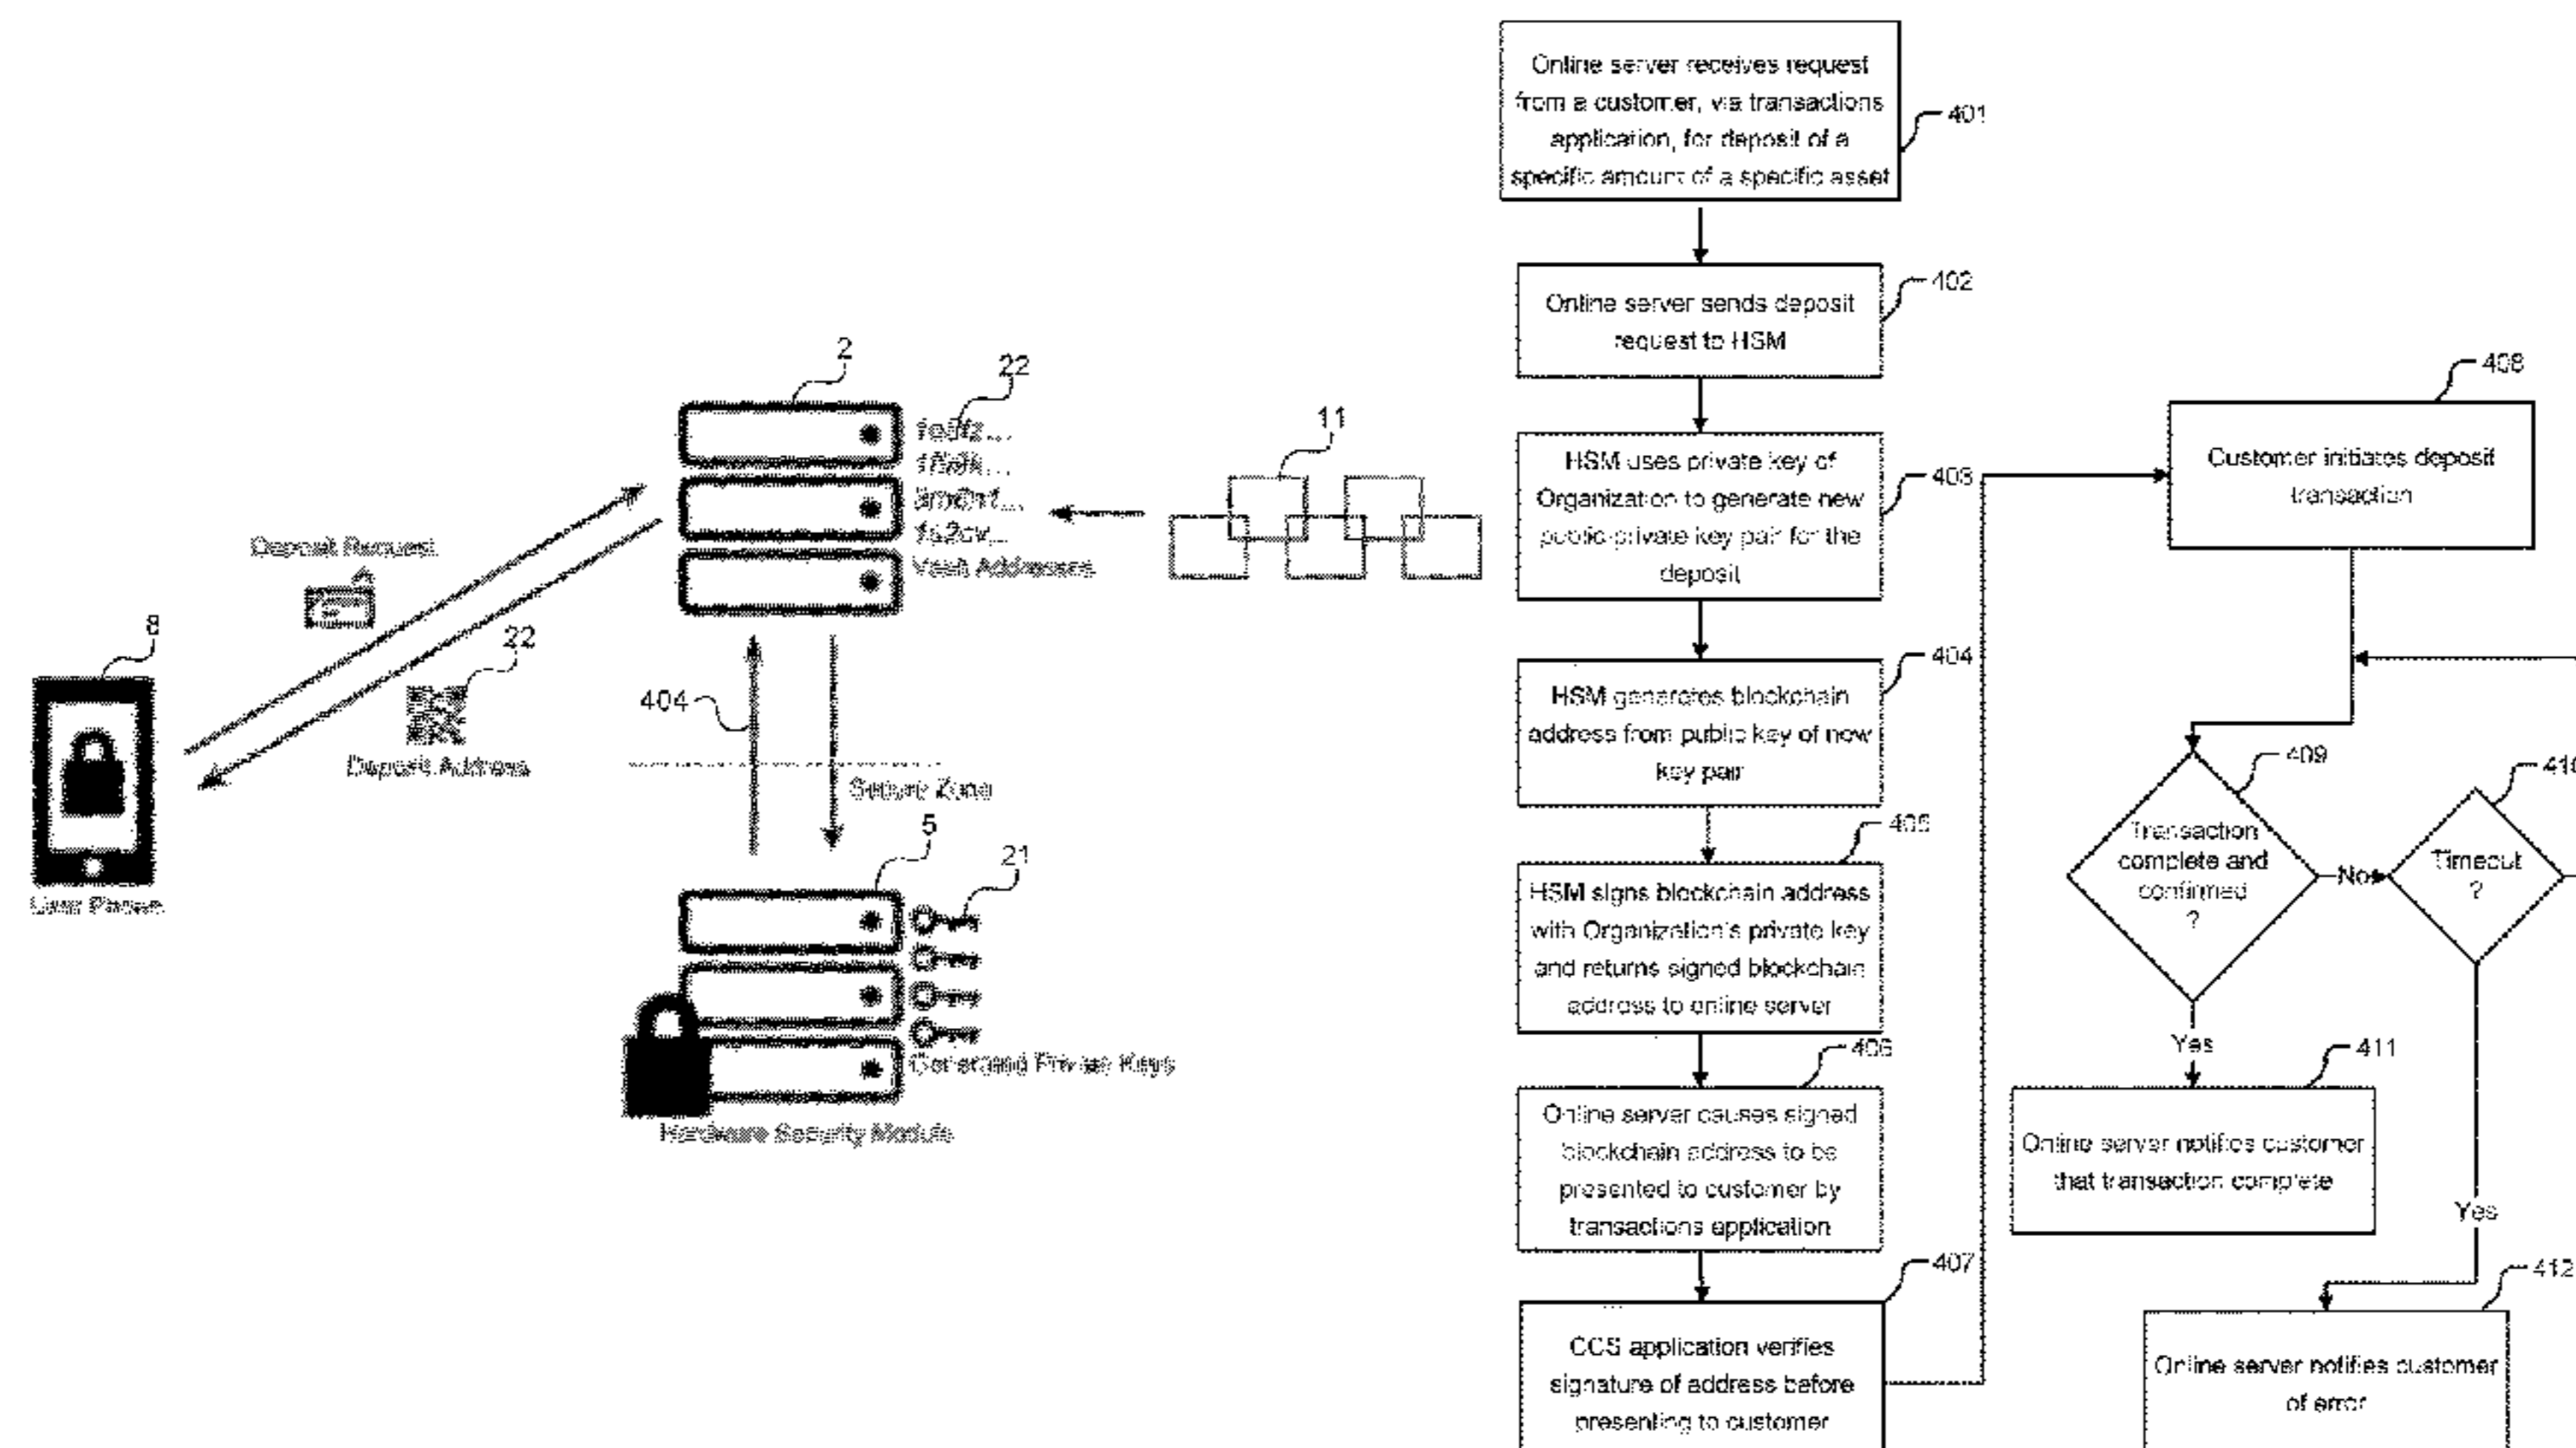 2
22
1o8fz...
Vault Addresses
11
Deposit Request
8
22
Deposit Address
User Phone
404
Secure Zone
5
21
Generated Private Keys
Hardware Security Module
Online server receives request
from a customer, via transactions
application, for deposit of a
specific amount of a specific asset
401
Online server sends deposit
request to HSM
402
HSM uses private key of
Organization to generate new
public-private key pair for the
deposit
403
HSM generates blockchain
address from public key of new
key pair
404
HSM signs blockchain address
with Organization's private key
and returns signed blockchain
address to online server
405
Online server causes signed
blockchain address to be
presented to customer by
transactions application
406
CCS application verifies
signature of address before
presenting to customer
407
Customer initiates deposit
transaction
408
Transaction
complete and
confirmed
?
409
No
Timeout
?
410
Yes
Online server notifies customer
that transaction complete
411
Yes
Online server notifies customer
of error
412